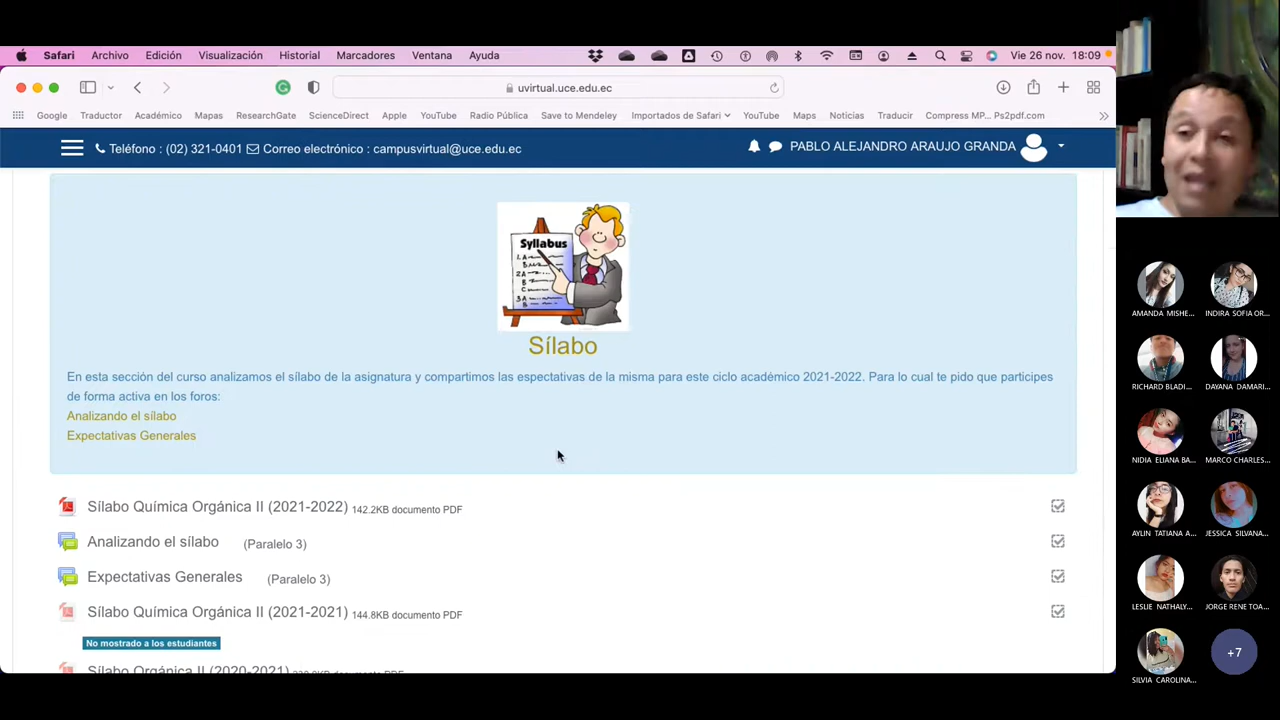 Safari Archivo Edición Visualización Historial Marcadores Ventana Ayuda Vie 26 nov. 18:09
uvirtual.uce.edu.ec
Google Traductor Académico Mapas ResearchGate ScienceDirect Apple YouTube Radio Pública Save to Mendeley Importados de Safari YouTube Maps Noticias Traducir Compress MP... Ps2pdf.com
Teléfono : (02) 321-0401 Correo electrónico : campusvirtual@uce.edu.ec PABLO ALEJANDRO ARAUJO GRANDA
Syllabus
Sílabo
En esta sección del curso analizamos el sílabo de la asignatura y compartimos las espectativas de la misma para este ciclo académico 2021-2022. Para lo cual te pido que participes
de forma activa en los foros:
Analizando el sílabo
Expectativas Generales
Sílabo Química Orgánica II (2021-2022) 142.2KB documento PDF
Analizando el sílabo (Paralelo 3)
Expectativas Generales (Paralelo 3)
Sílabo Química Orgánica II (2021-2021) 144.8KB documento PDF
No mostrado a los estudiantes
Sílabo Orgánica II (2020-2021) documento PDF
AMANDA MISHE... INDIRA SOFIA OR...
RICHARD BLADI... DAYANA DAMARI...
NIDIA ELIANA BA... MARCO CHARLES...
AYLIN TATIANA A... JESSICA SILVANA...
LESLIE NATHALY... JORGE RENE TOA...
SILVIA CAROLINA... +7